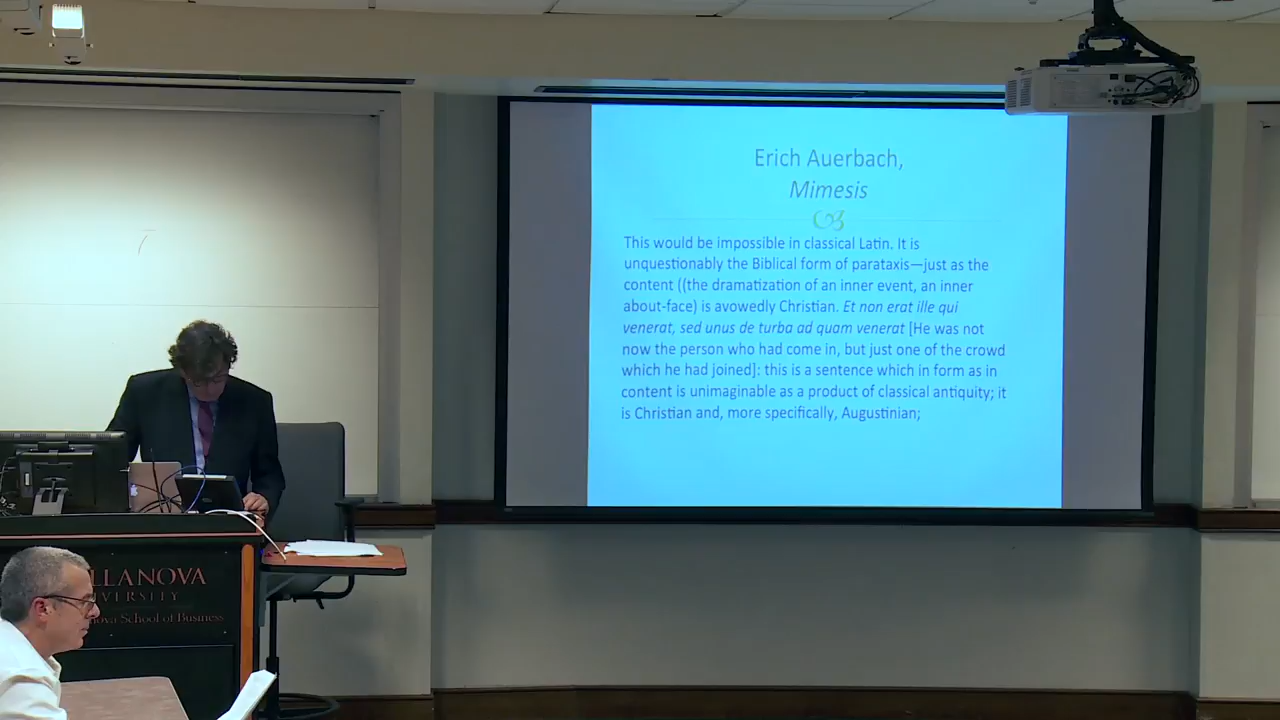 Erich Auerbach,
Mimesis
This would be impossible in classical Latin. It is
unquestionably the Biblical form of parataxis—just as the
content ((the dramatization of an inner event, an inner
about-face) is avowedly Christian. Et non erat ille qui
venerat, sed unus de turba ad quam venerat [He was not
now the person who had come in, but just one of the crowd
which he had joined]: this is a sentence which in form as in
content is unimaginable as a product of classical antiquity; it
is Christian and, more specifically, Augustinian;
LLANOVA
VERSITY
nova School of Business